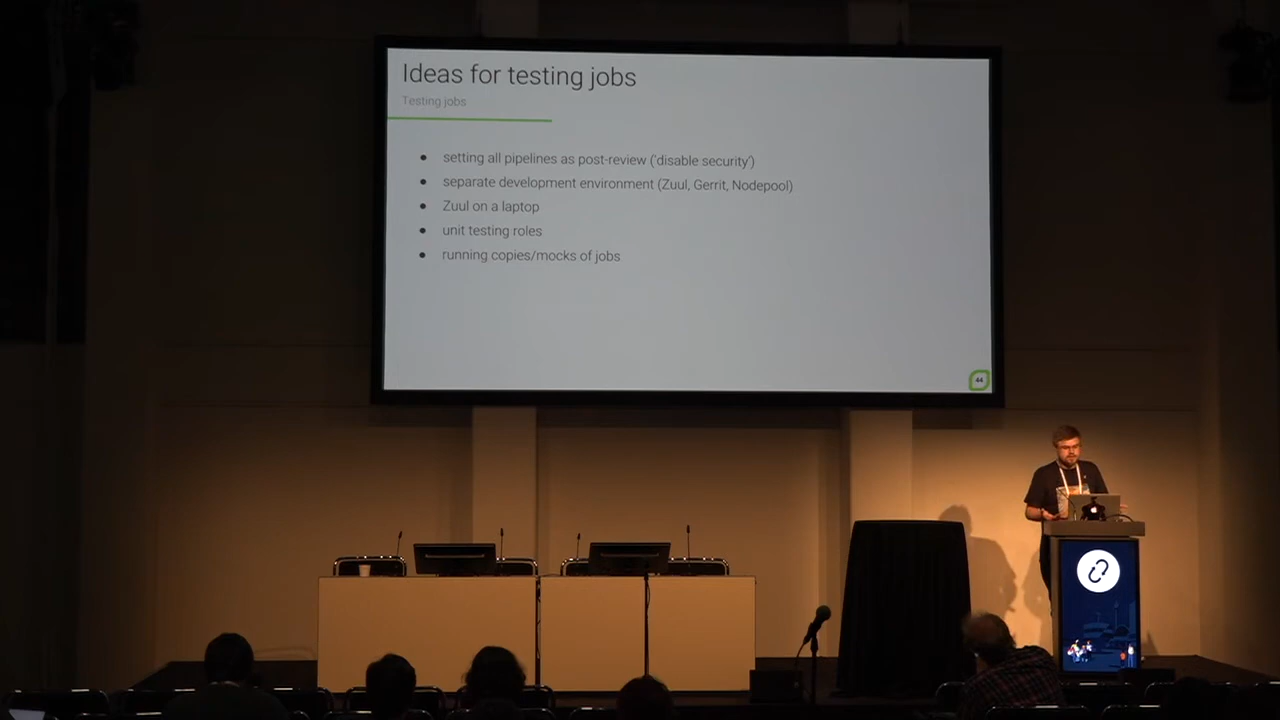 Ideas for testing jobs
Testing jobs
● setting all pipelines as post-review ('disable security')
● separate development environment (Zuul, Gerrit, Nodepool)
● Zuul on a laptop
● unit testing roles
● running copies/mocks of jobs
44